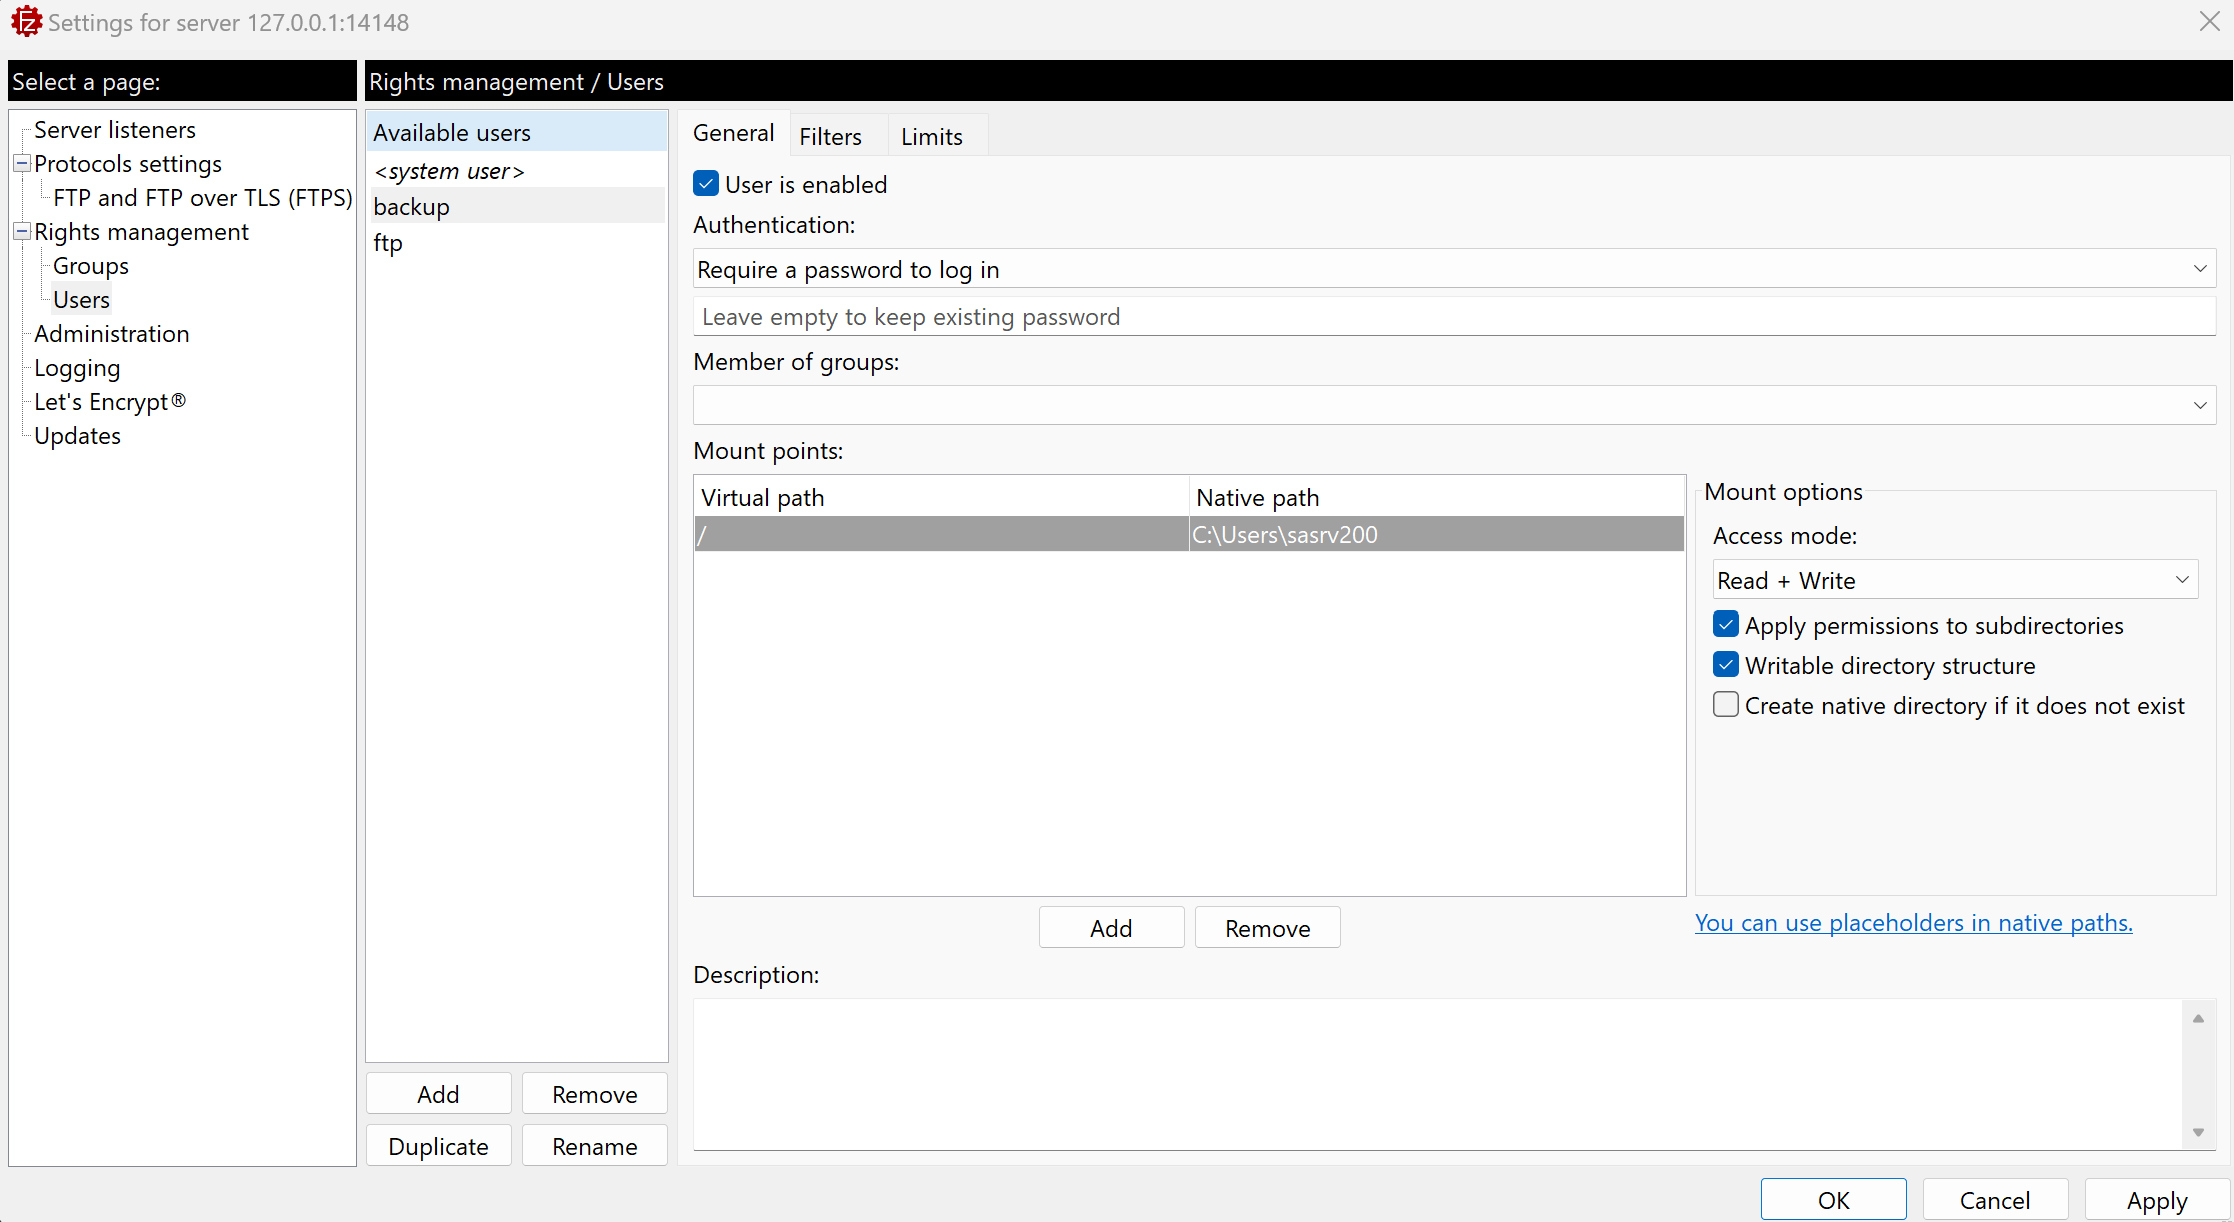 Settings for server 127.0.0.1:14148
Select a page:
Server listeners
Protocols settings
FTP and FTP over TLS (FTPS)
Rights management
Groups
Users
Administration
Logging
Let's Encrypt®
Updates
Rights management / Users
Available users
<system user>
backup
ftp
Add
Remove
Duplicate
Rename
General
Filters
Limits
User is enabled
Authentication:
Require a password to log in
Leave empty to keep existing password
Member of groups:
Mount points:
Virtual path
Native path
/
C:\Users\sasrv200
Add
Remove
Mount options
Access mode:
Read + Write
Apply permissions to subdirectories
Writable directory structure
Create native directory if it does not exist
You can use placeholders in native paths.
Description:
OK
Cancel
Apply